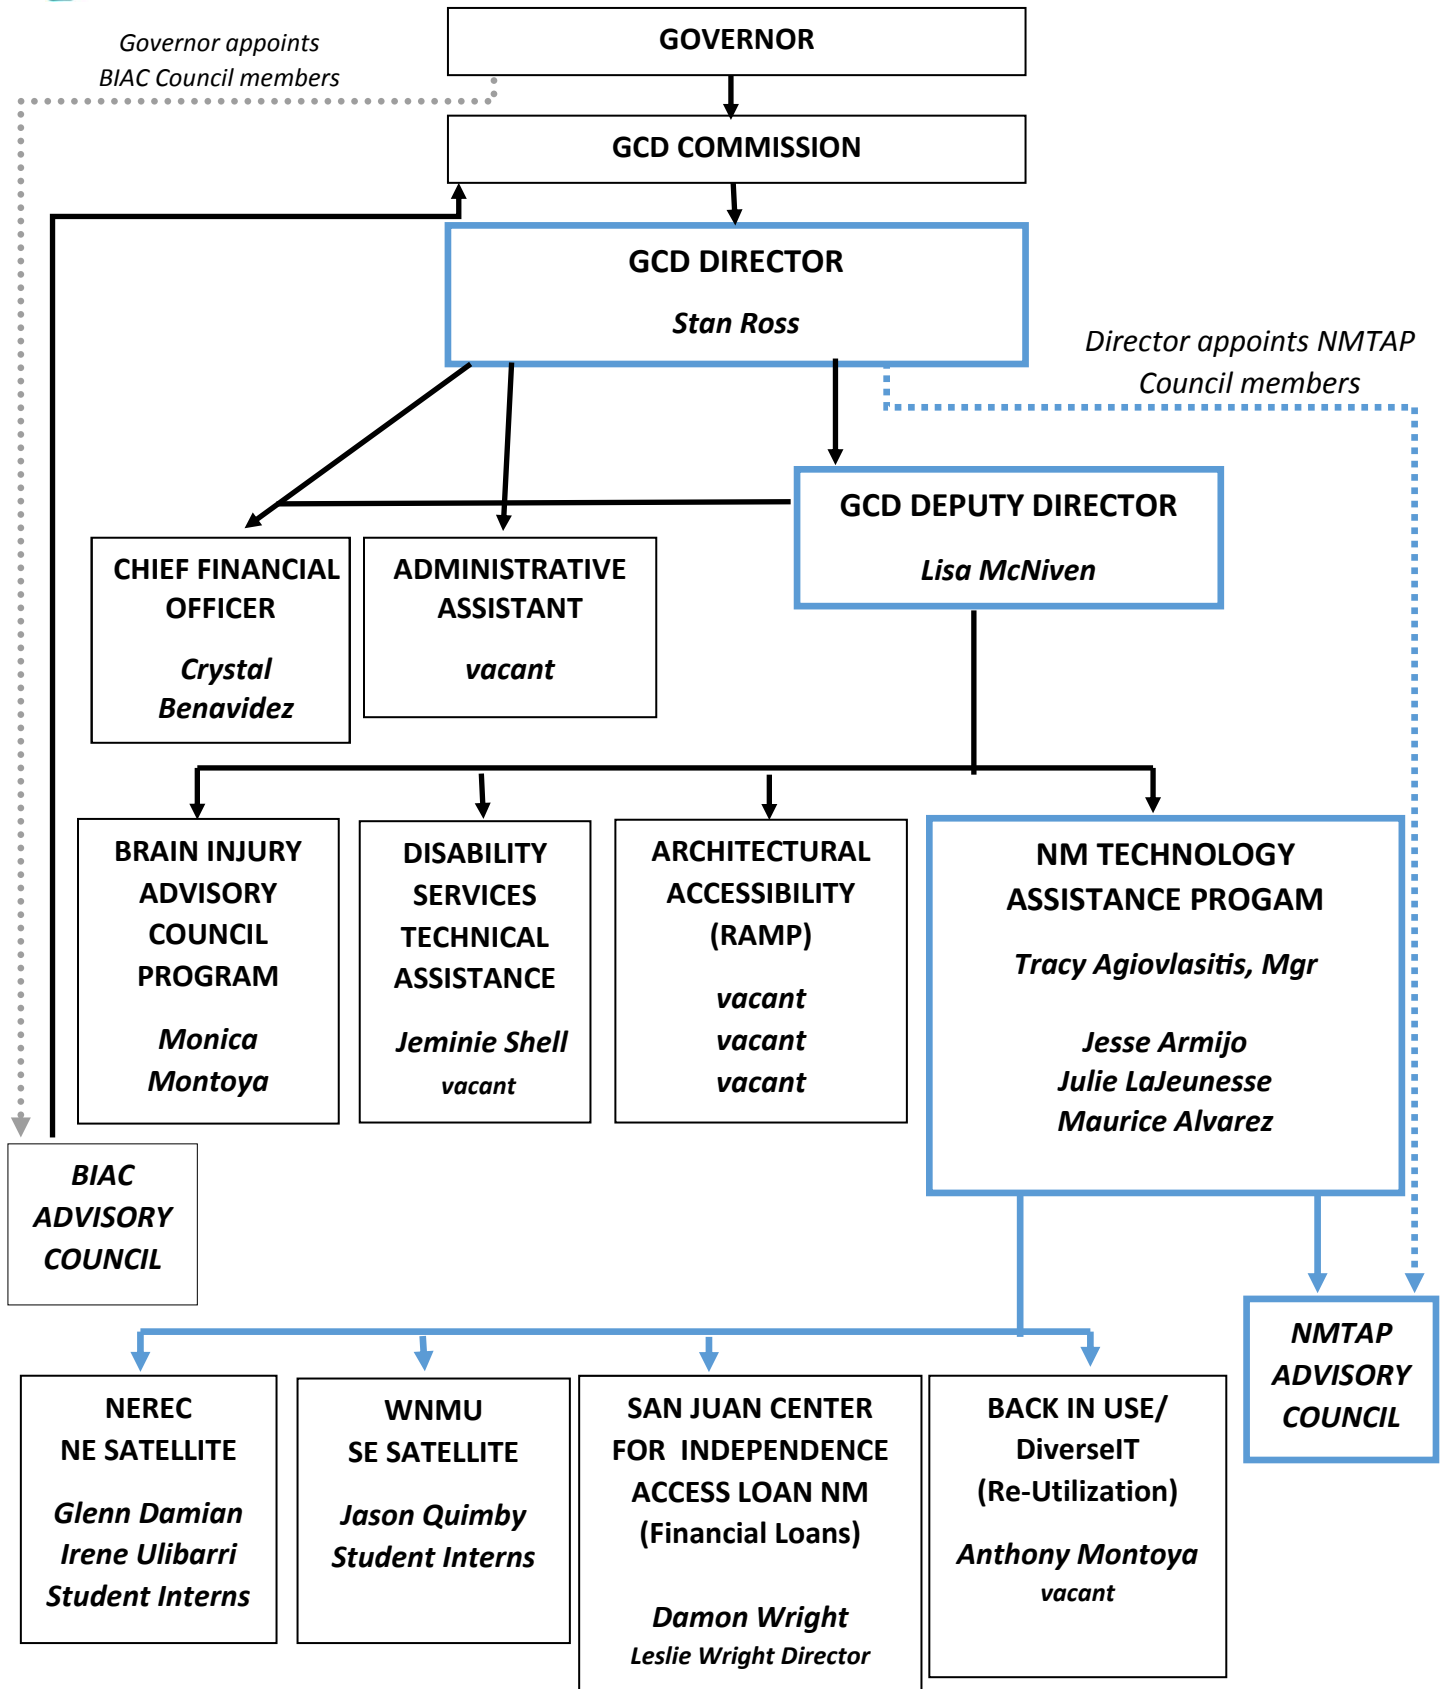 Governor appoints
BIAC Council members
GOVERNOR
GCD COMMISSION
GCD DIRECTOR
Stan Ross
Director appoints NMTAP
Council members
GCD DEPUTY DIRECTOR
Lisa McNiven
CHIEF FINANCIAL
OFFICER
Crystal
Benavidez
ADMINISTRATIVE
ASSISTANT
vacant
BRAIN INJURY
ADVISORY
COUNCIL
PROGRAM
Monica
Montoya
DISABILITY
SERVICES
TECHNICAL
ASSISTANCE
Jeminie Shell
vacant
ARCHITECTURAL
ACCESSIBILITY
(RAMP)
vacant
vacant
vacant
NM TECHNOLOGY
ASSISTANCE PROGAM
Tracy Agiovlasitis, Mgr
Jesse Armijo
Julie LaJeunesse
Maurice Alvarez
BIAC
ADVISORY
COUNCIL
NMTAP
ADVISORY
COUNCIL
NEREC
NE SATELLITE
Glenn Damian
Irene Ulibarri
Student Interns
WNMU
SE SATELLITE
Jason Quimby
Student Interns
SAN JUAN CENTER
FOR INDEPENDENCE
ACCESS LOAN NM
(Financial Loans)
Damon Wright
Leslie Wright Director
BACK IN USE/
DiverseIT
(Re-Utilization)
Anthony Montoya
vacant